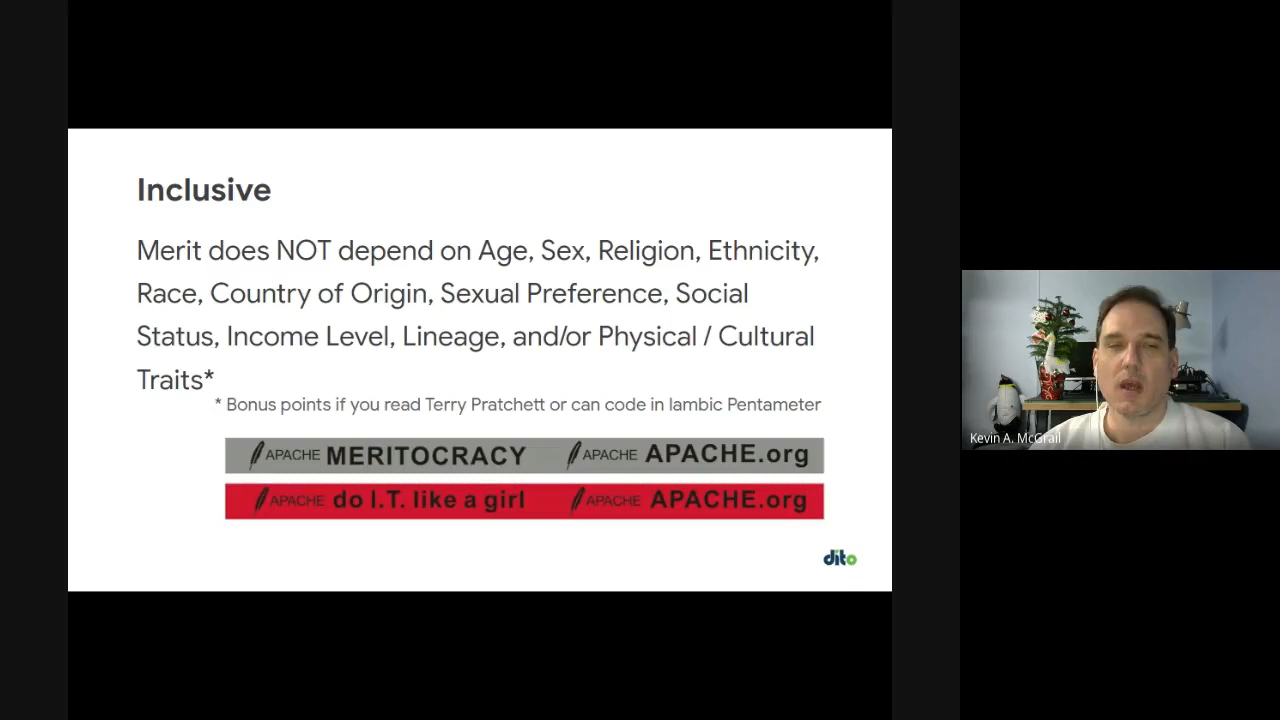 Inclusive
Merit does NOT depend on Age, Sex, Religion, Ethnicity,
Race, Country of Origin, Sexual Preference, Social
Status, Income Level, Lineage, and/or Physical / Cultural
Traits*
* Bonus points if you read Terry Pratchett or can code in Iambic Pentameter
APACHE MERITOCRACY APACHE APACHE.org
APACHE do I.T. like a girl APACHE APACHE.org
dito
Kevin A. McGrail